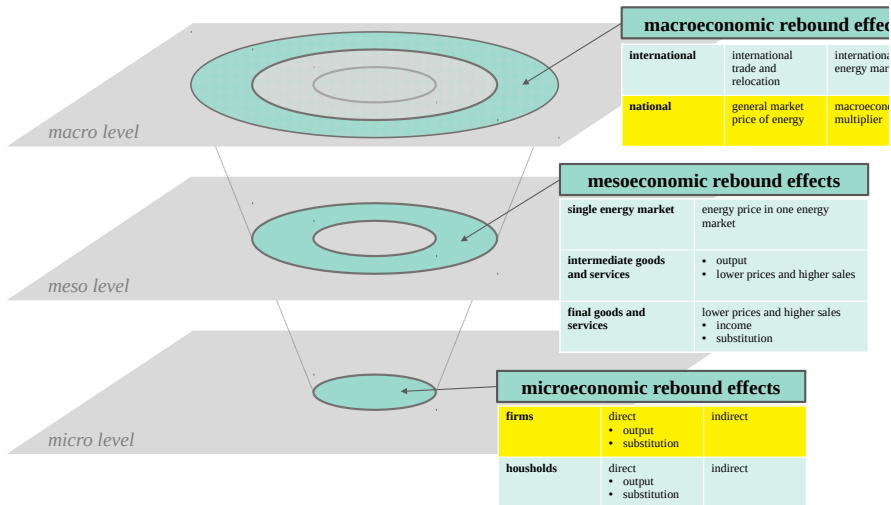 macroeconomic rebound effec
international
international
trade and
relocation
internationa
energy mar
national
general market
price of energy
macroecono
multiplier
macro level
mesoeconomic rebound effects
single energy market
energy price in one energy
market
intermediate goods
and services
• output
• lower prices and higher sales
final goods and
services
lower prices and higher sales
• income
• substitution
meso level
microeconomic rebound effects
firms
direct
• output
• substitution
indirect
housholds
direct
• output
• substitution
indirect
micro level